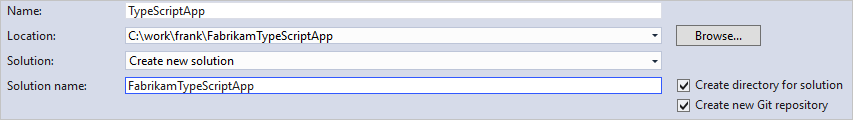 Name: TypeScriptApp
Location: C:\work\frank\FabrikamTypeScriptApp Browse...
Solution: Create new solution
Solution name: FabrikamTypeScriptApp Create directory for solution
Create new Git repository